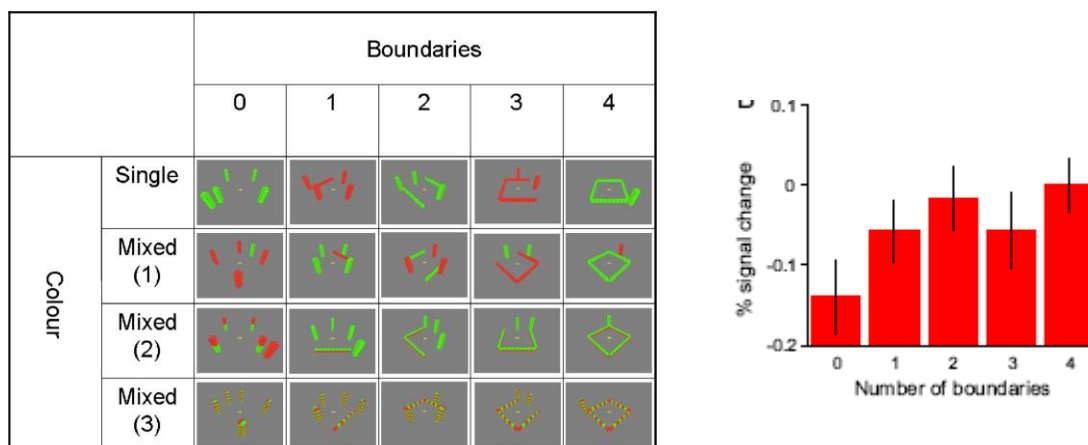 Boundaries
0 1 2 3 4
Colour
Single
Mixed
(1)
Mixed
(2)
Mixed
(3)
% signal change
0.1
0
-0.1
-0.2
0 1 2 3 4
Number of boundaries